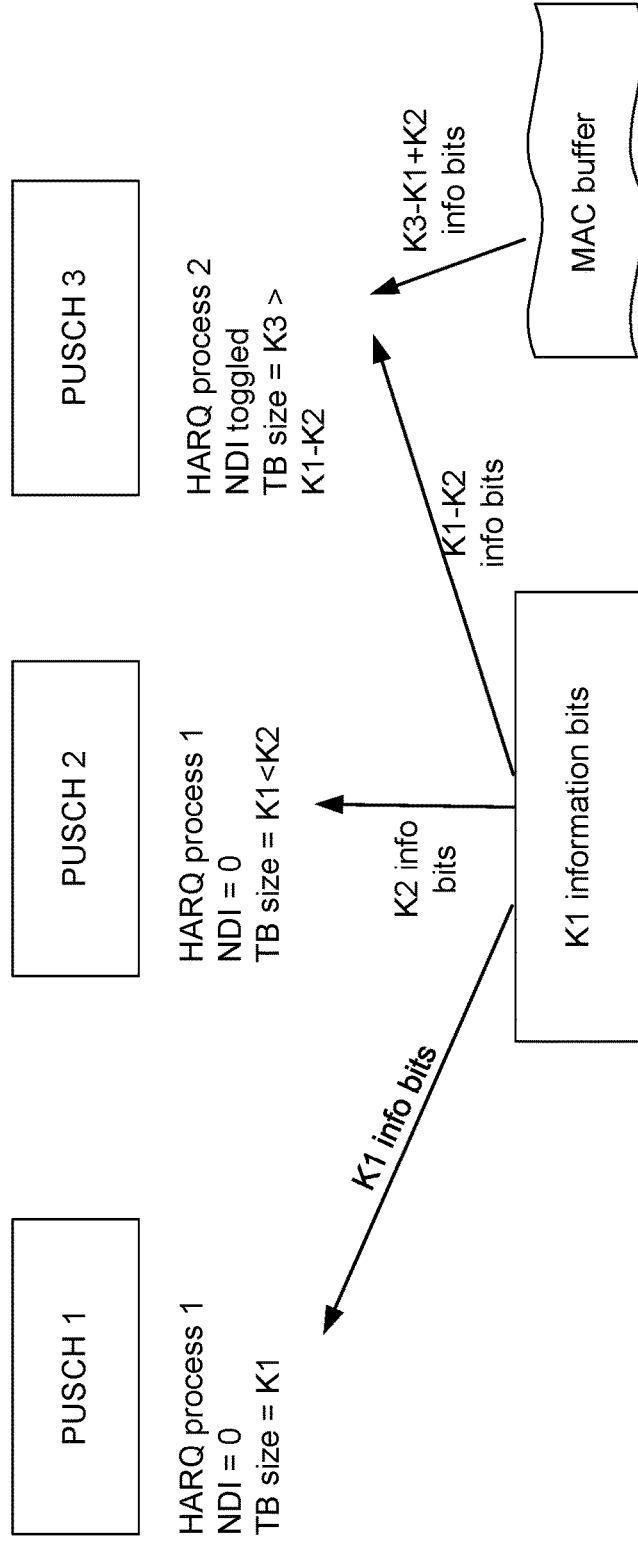 PUSCH 1
HARQ process 1
NDI = 0
TB size = K1
PUSCH 2
HARQ process 1
NDI = 0
TB size = K1<K2
PUSCH 3
HARQ process 2
NDI toggled
TB size = K3 >
K1-K2
K1 info bits
K2 info
bits
K1-K2
info bits
K3-K1+K2
info bits
K1 information bits
MAC buffer